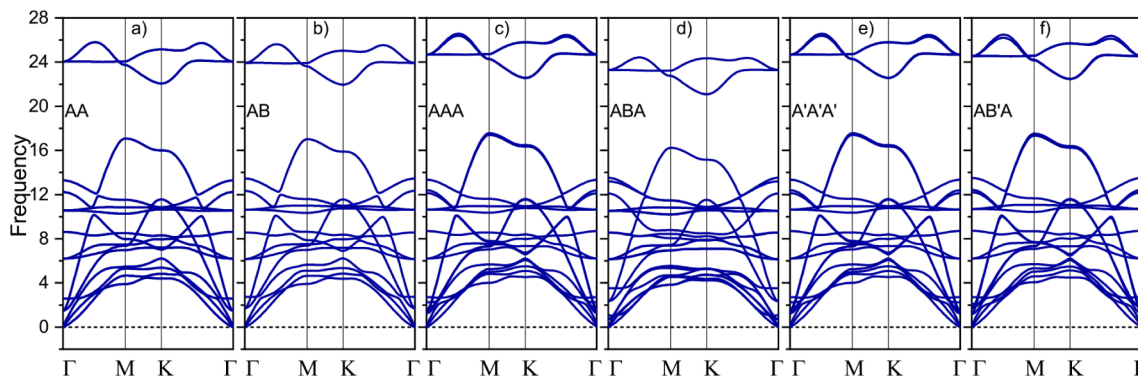 28
24
20
16
12
8
4
0
Frequency
a)
AA
b)
AB
c)
AAA
d)
ABA
e)
A'A'A'
f)
AB'A
Γ M K Γ M K Γ M K Γ M K Γ M K Γ M K Γ